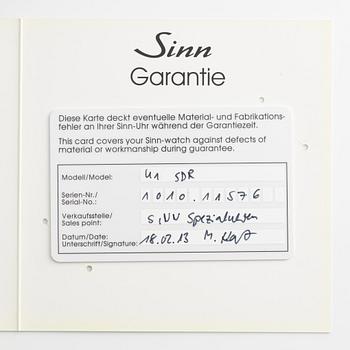 Sinn
Garantie
Diese Karte deckt eventuelle Material- und Fabrikations-
fehler an Ihrer Sinn-Uhr während der Garantiezeit.
This card covers your Sinn-watch against defects of
material or workmanship during guarantee.
Modell/Model: U1 SDR
Serien-Nr./
Serial-No.: 1010.11576
Verkaufsstelle/
Sales point: Sinn Spezialuhren
Datum/Date: 18.02.13 M.
Unterschrift/Signature: